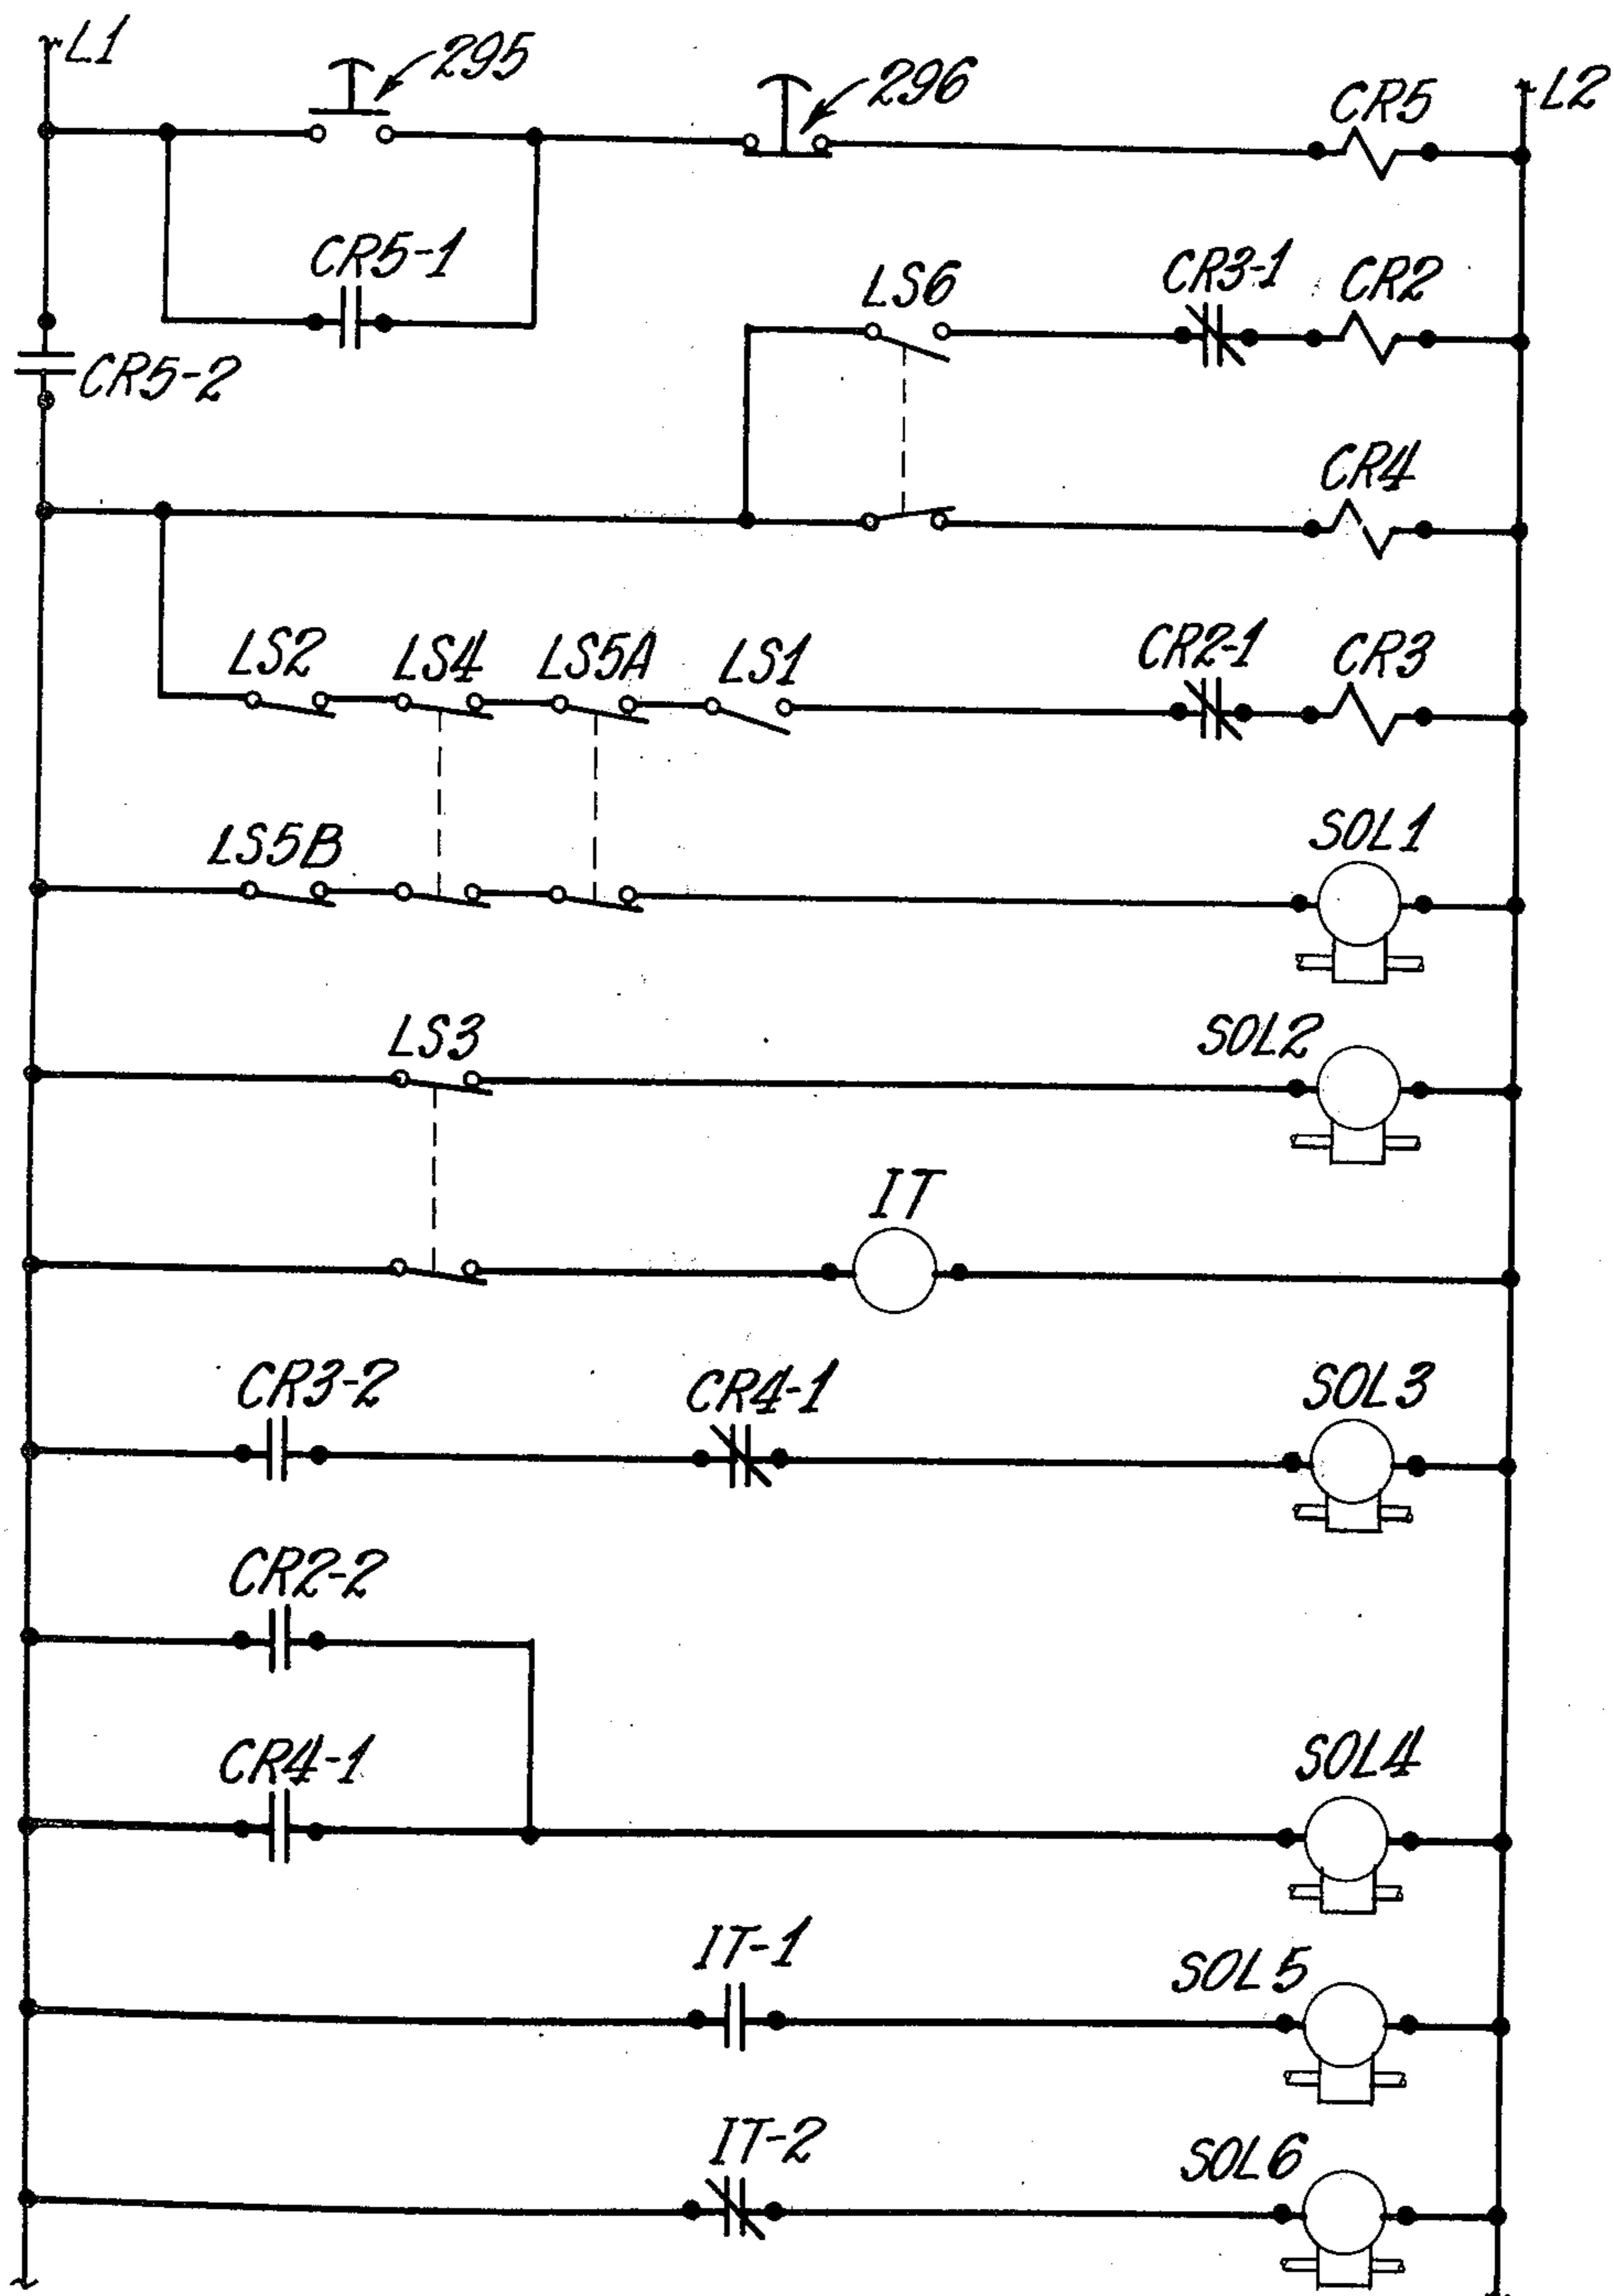 L1
295
296
CR5
L2
CR5-1
LS6
CR3-1
CR2
CR5-2
CR4
LS2
LS4
LS5A
LS1
CR2-1
CR3
LS5B
SOL1
LS3
SOL2
IT
CR3-2
CR4-1
SOL3
CR2-2
CR4-1
SOL4
IT-1
SOL5
IT-2
SOL6